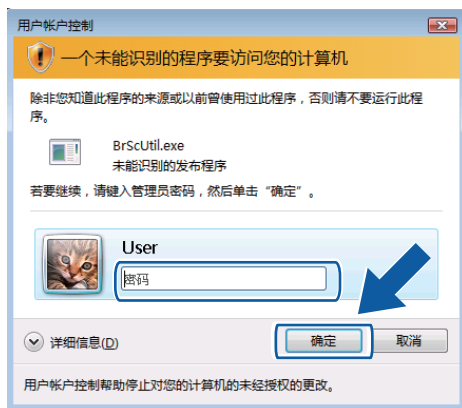 用户帐户控制
一个未能识别的程序要访问您的计算机
除非您知道此程序的来源或以前曾使用过此程序，否则请不要运行此程
序。
BrScUtil.exe
未能识别的发布程序
若要继续，请键入管理员密码，然后单击“确定”。
User
密码
详细信息(D)
确定
取消
用户帐户控制帮助停止对您的计算机的未经授权的更改。